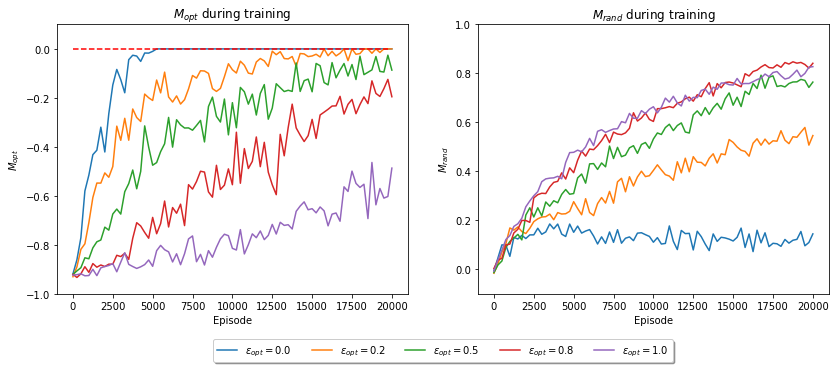 M_opt during training
M_opt
0.0
−0.2
−0.4
−0.6
−0.8
−1.0
0 2500 5000 7500 10000 12500 15000 17500 20000
Episode
M_rand during training
M_rand
1.0
0.8
0.6
0.4
0.2
0.0
0 2500 5000 7500 10000 12500 15000 17500 20000
Episode
ε_opt = 0.0 ε_opt = 0.2 ε_opt = 0.5 ε_opt = 0.8 ε_opt = 1.0